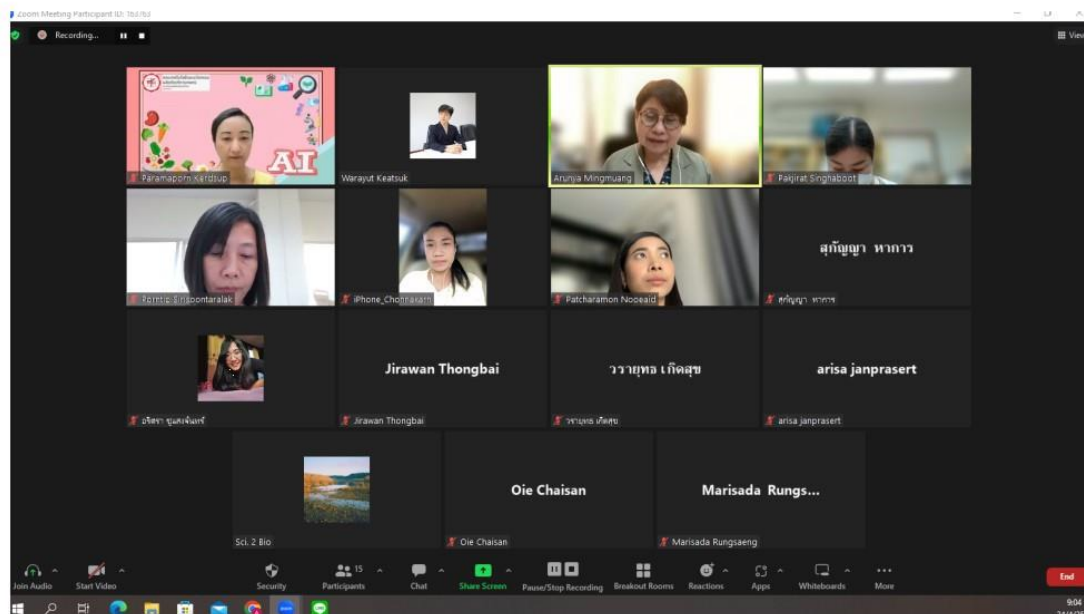 Zoom Meeting Participant ID: 163763
Recording...
View
AI
Paramaporn Kerdsup
Warayut Keatsuk
Arunya Mingmuang
Pakjirat Singhaboot
สุกัญญา หาการ
Porntip Sirisoontaralak
iPhone_Chonnakarn
Patcharamon Nooeaid
สุกัญญา หาการ
Jirawan Thongbai
วรายุทธ เกิดสุข
arisa janprasert
Jirawan Thongbai
วรายุทธ เกิดสุข
arisa janprasert
Oie Chaisan
Marisada Rungs...
Sci. 2 Bio
Oie Chaisan
Marisada Rungsaeng
Join Audio
Start Video
Security
Participants
15
Chat
Share Screen
Pause/Stop Recording
Breakout Rooms
Reactions
Apps
Whiteboards
More
End
9:04